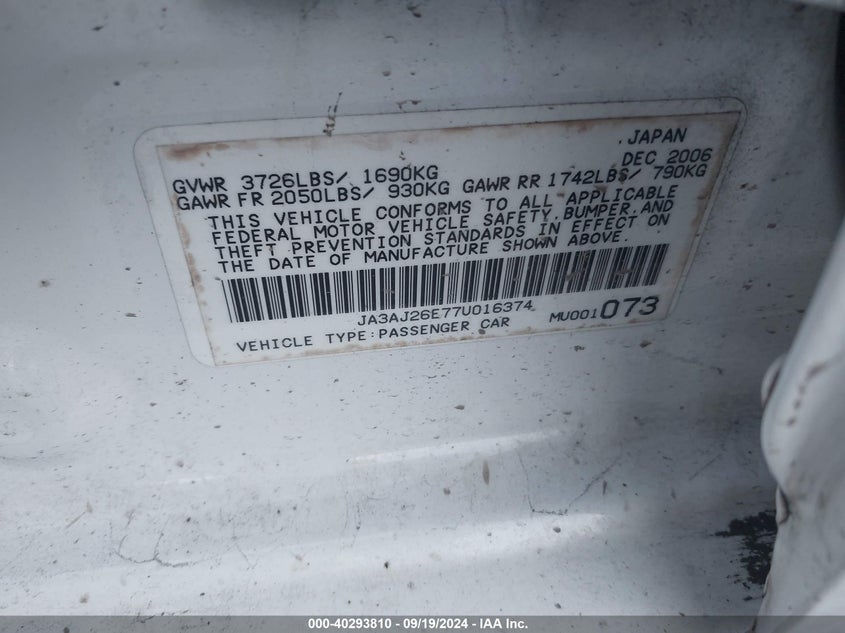 JAPAN
DEC 2006
GVWR 3726LBS/ 1690KG
GAWR FR 2050LBS/ 930KG GAWR RR 1742LBS/ 790KG
THIS VEHICLE CONFORMS TO ALL APPLICABLE
FEDERAL MOTOR VEHICLE SAFETY,BUMPER,AND
THEFT PREVENTION STANDARDS IN EFFECT ON
THE DATE OF MANUFACTURE SHOWN ABOVE.
JA3AJ26E77U016374
VEHICLE TYPE:PASSENGER CAR MU001073
000-40293810 - 09/19/2024 - IAA Inc.